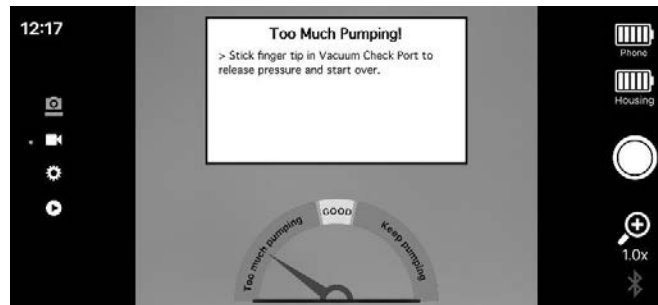 12:17
Too Much Pumping!
> Stick finger tip in Vacuum Check Port to
release pressure and start over.
Phone
Housing
Too much pumping
GOOD
Keep pumping
1.0x